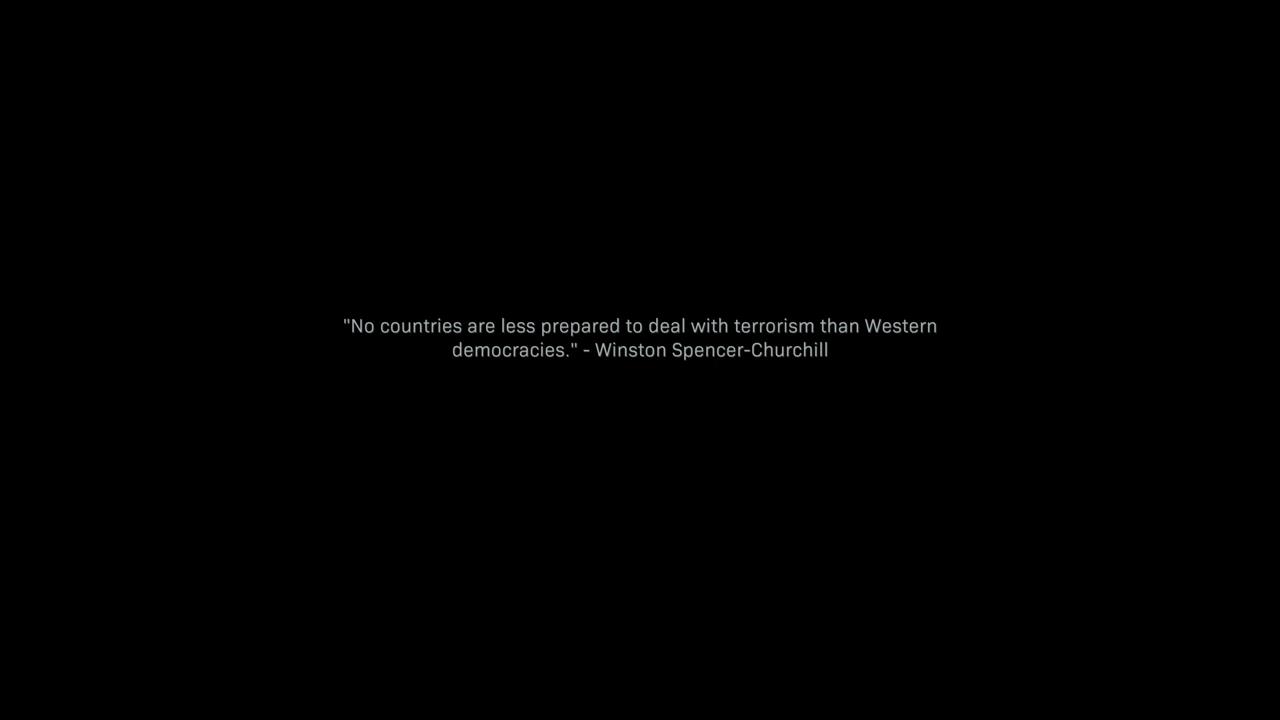 "No countries are less prepared to deal with terrorism than Western
democracies." - Winston Spencer-Churchill